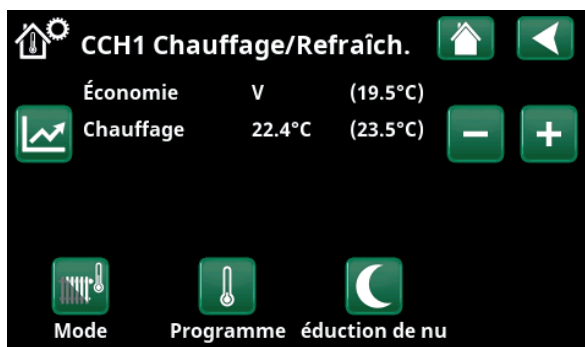 CCH1 Chauffage/Refraîch.
Économie V (19.5°C)
Chauffage 22.4°C (23.5°C)
Mode Programme éduction de nu